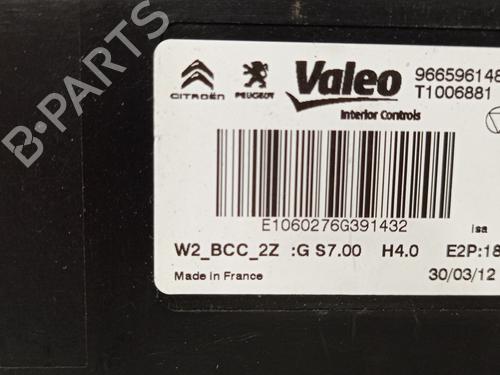 B-PARTS
CITROËN PEUGEOT Valeo 966596148
T1006881
Interior Controls
E1060276G391432
isa
W2_BCC_2Z :G S7.00 H4.0 E2P:18
Made in France 30/03/12